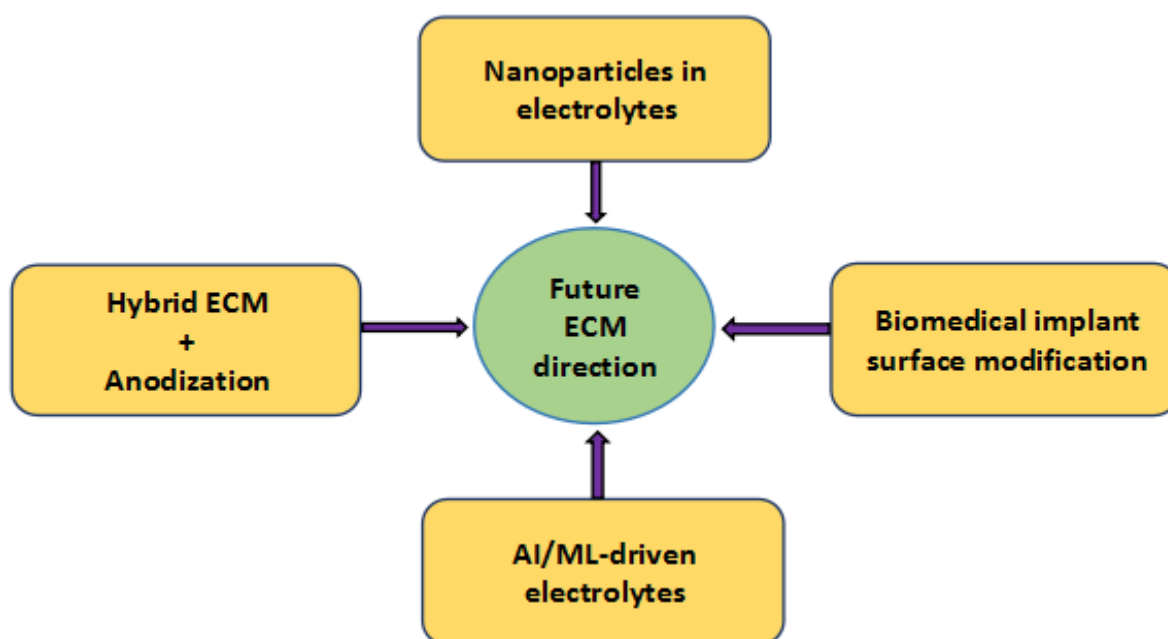 Nanoparticles in
electrolytes
Hybrid ECM
+
Anodization
Future
ECM
direction
Biomedical implant
surface modification
AI/ML-driven
electrolytes